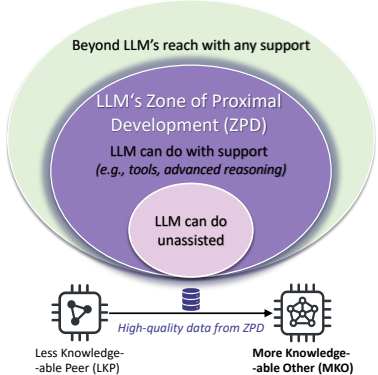 Beyond LLM's reach with any support
LLM‘s Zone of Proximal
Development (ZPD)
LLM can do with support
(e.g., tools, advanced reasoning)
LLM can do
unassisted
High-quality data from ZPD
Less Knowledge-
-able Peer (LKP)
More Knowledge-
-able Other (MKO)